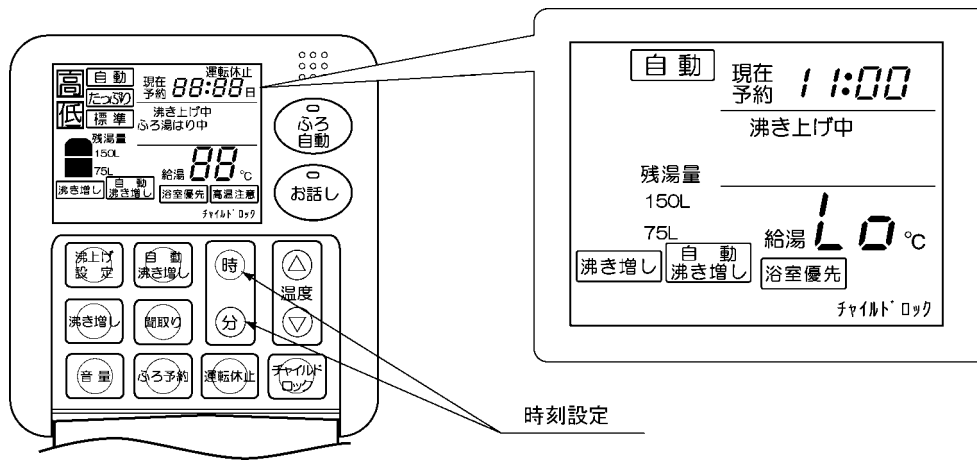 高 自動 現在 運転休止
低 たっぷり 予約 88:88日
標準 沸き上げ中
ふろ湯はり中
残湯量
150L
75L 給湯 88 ℃
沸き増し 自動沸き増し 浴室優先 高温注意
チャイルドロック
ふろ自動
お話し
沸上げ設定 自動沸き増し 時 △
温度
沸き増し 聞取り 分 ▽
音量 ふろ予約 運転休止 チャイルドロック
自動 現在
予約 11:00
沸き上げ中
残湯量
150L
75L 給湯 Lo ℃
沸き増し 自動沸き増し 浴室優先
チャイルドロック
時刻設定